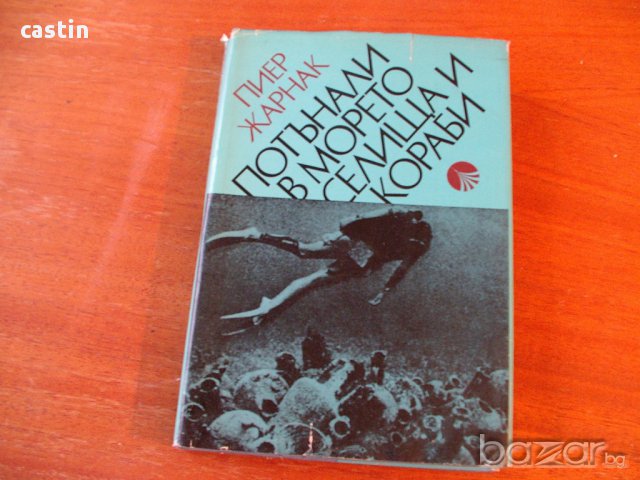 castin
ПИЕР
ЖАРНАК
ПОТЪНАЛИ
В МОРЕТО
СЕЛИЩА И
КОРАБИ
bazar.bg